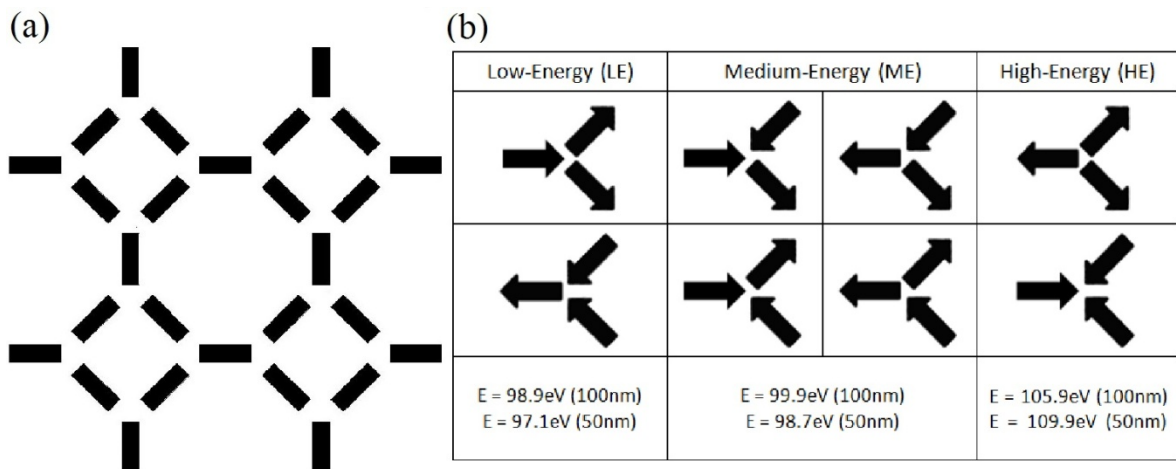 (a)
(b)
Low-Energy (LE)
Medium-Energy (ME)
High-Energy (HE)
E = 98.9eV (100nm)
E = 97.1eV (50nm)
E = 99.9eV (100nm)
E = 98.7eV (50nm)
E = 105.9eV (100nm)
E = 109.9eV (50nm)